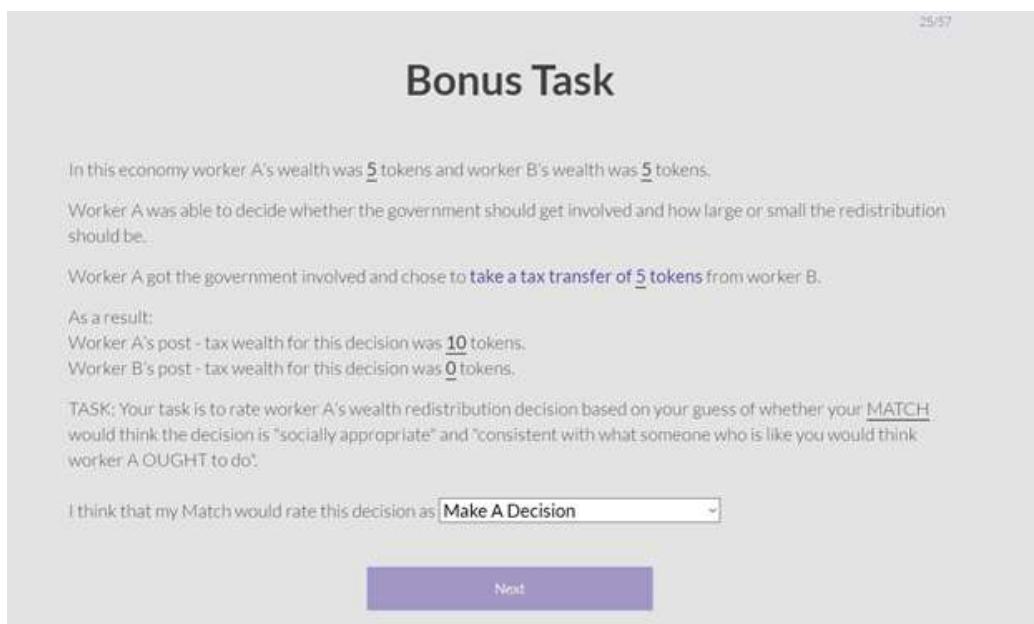 25/57
Bonus Task
In this economy worker A's wealth was 5 tokens and worker B's wealth was 5 tokens.
Worker A was able to decide whether the government should get involved and how large or small the redistribution
should be.
Worker A got the government involved and chose to take a tax transfer of 5 tokens from worker B.
As a result:
Worker A's post - tax wealth for this decision was 10 tokens.
Worker B's post - tax wealth for this decision was 0 tokens.
TASK: Your task is to rate worker A's wealth redistribution decision based on your guess of whether your MATCH
would think the decision is "socially appropriate" and "consistent with what someone who is like you would think
worker A OUGHT to do".
I think that my Match would rate this decision as Make A Decision
Next